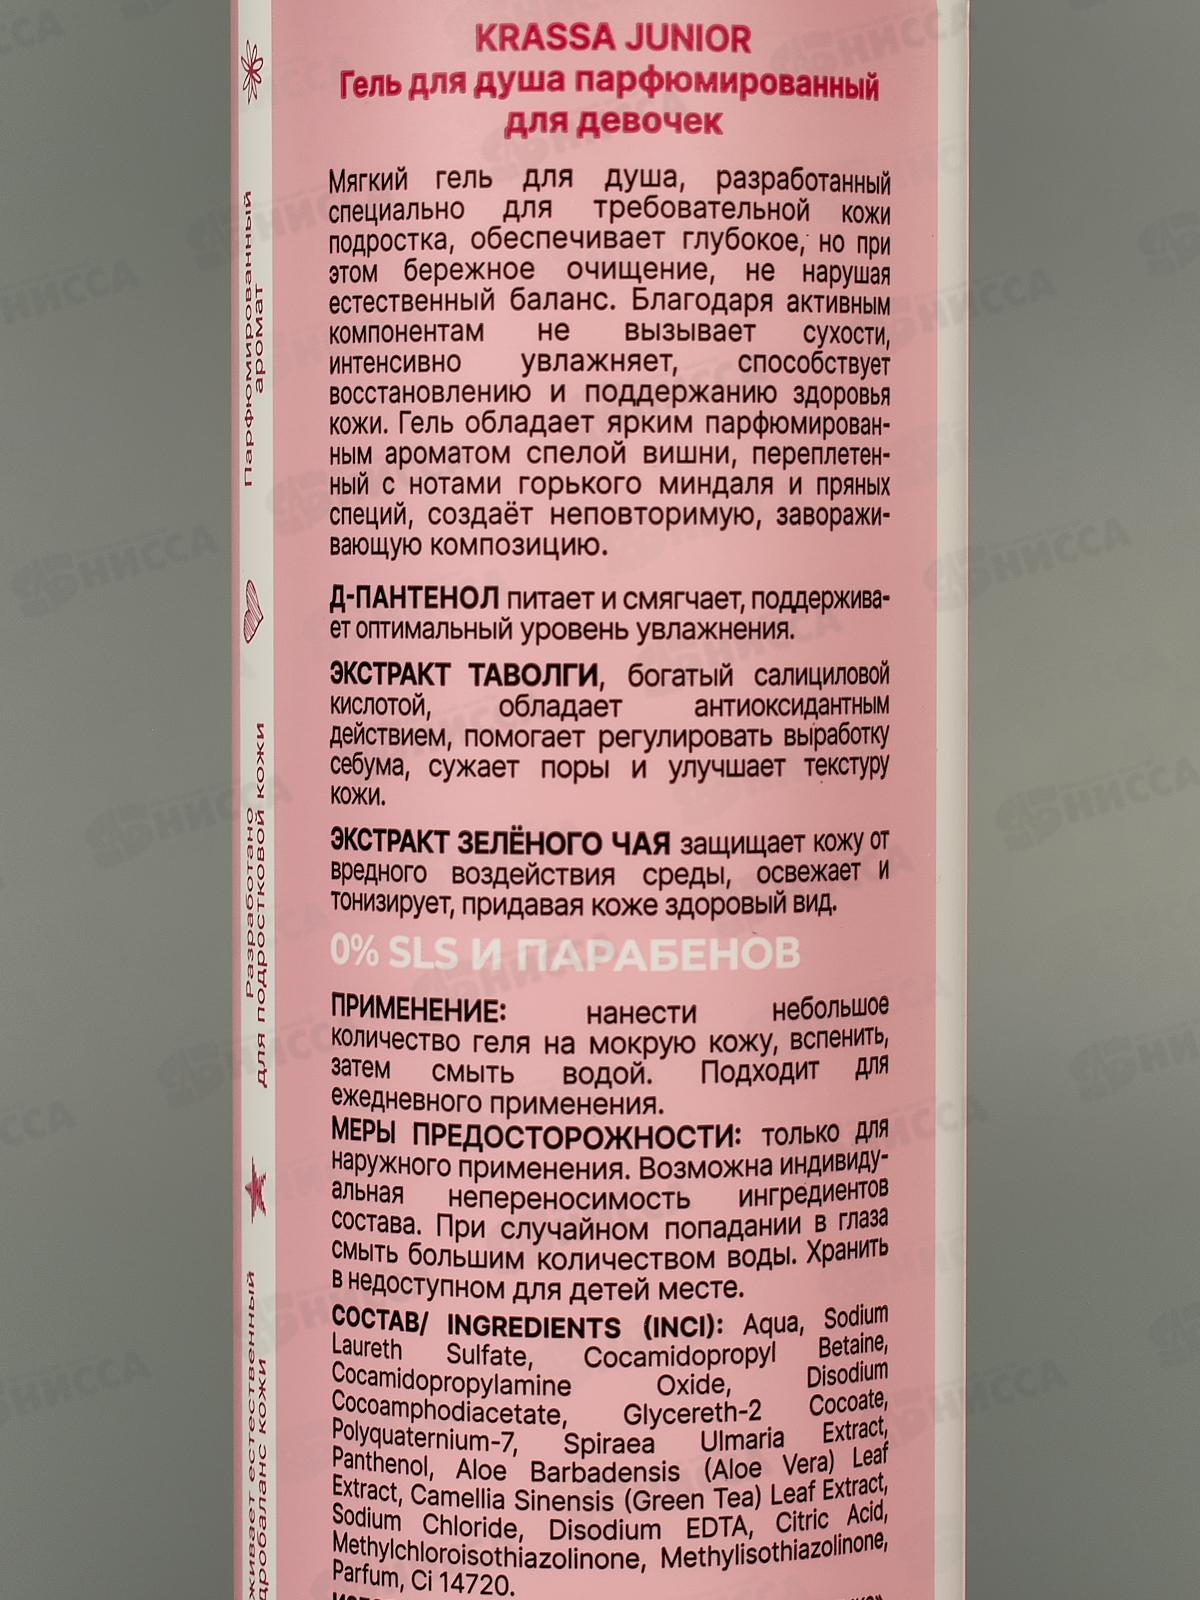 KRASSA JUNIOR
Гель для душа парфюмированный
для девочек
Мягкий гель для душа, разработанный
специально для требовательной кожи
подростка, обеспечивает глубокое, но при
этом бережное очищение, не нарушая
естественный баланс. Благодаря активным
компонентам не вызывает сухости,
интенсивно увлажняет, способствует
восстановлению и поддержанию здоровья
кожи. Гель обладает ярким парфюмирован-
ным ароматом спелой вишни, переплетен-
ный с нотами горького миндаля и пряных
специй, создаёт неповторимую, заворажи-
вающую композицию.
Д-ПАНТЕНОЛ питает и смягчает, поддержива-
ет оптимальный уровень увлажнения.
ЭКСТРАКТ ТАВОЛГИ, богатый салициловой
кислотой, обладает антиоксидантным
действием, помогает регулировать выработку
себума, сужает поры и улучшает текстуру
кожи.
ЭКСТРАКТ ЗЕЛЁНОГО ЧАЯ защищает кожу от
вредного воздействия среды, освежает и
тонизирует, придавая коже здоровый вид.
0% SLS И ПАРАБЕНОВ
ПРИМЕНЕНИЕ: нанести небольшое
количество геля на мокрую кожу, вспенить,
затем смыть водой. Подходит для
ежедневного применения.
МЕРЫ ПРЕДОСТОРОЖНОСТИ: только для
наружного применения. Возможна индивиду-
альная непереносимость ингредиентов
состава. При случайном попадании в глаза
смыть большим количеством воды. Хранить
в недоступном для детей месте.
СОСТАВ/ INGREDIENTS (INCI): Aqua, Sodium
Laureth Sulfate, Cocamidopropyl Betaine,
Cocamidopropylamine Oxide, Disodium
Cocoamphodiacetate, Glycereth-2 Cocoate,
Polyquaternium-7, Spiraea Ulmaria Extract,
Panthenol, Aloe Barbadensis (Aloe Vera) Leaf
Extract, Camellia Sinensis (Green Tea) Leaf Extract,
Sodium Chloride, Disodium EDTA, Citric Acid,
Methylchloroisothiazolinone, Methylisothiazolinone,
Parfum, Ci 14720.
Парфюмированный
аромат
Разработано
для подростковой кожи
живает естественный
дробаланс кожи